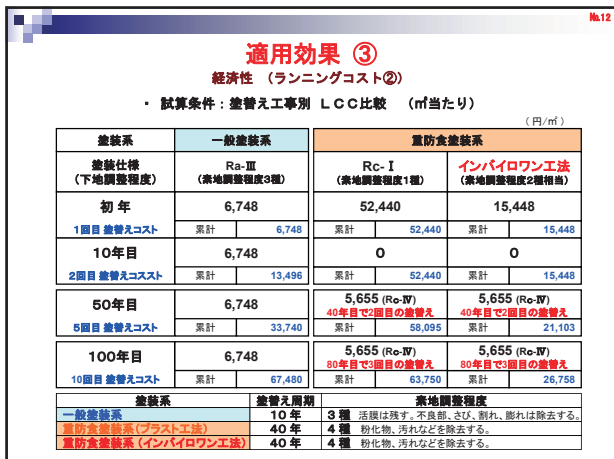 No.12
適用効果 ③
経済性 （ランニングコスト②）
・ 試算条件：塗替え工事別 ＬＣＣ比較 （㎡当たり）
（円/㎡）
塗装系 一般塗装系 重防食塗装系
塗装仕様 Ra-Ⅲ Rc-Ⅰ インバイロワン工法
（下地調整程度） （素地調整程度3種） （素地調整程度1種） （素地調整程度2種相当）
初年 6,748 52,440 15,448
1回目 塗替えコスト 累計 6,748 累計 52,440 累計 15,448
10年目 6,748 0 0
2回目 塗替えコススト 累計 13,496 累計 52,440 累計 15,448
50年目 6,748 5,655 (Rc-Ⅳ) 5,655 (Rc-Ⅳ)
40年目で2回目の塗替え 40年目で2回目の塗替え
5回目 塗替えコスト 累計 33,740 累計 58,095 累計 21,103
100年目 6,748 5,655 (Rc-Ⅳ) 5,655 (Rc-Ⅳ)
80年目で3回目の塗替え 80年目で3回目の塗替え
10回目 塗替えコスト 累計 67,480 累計 63,750 累計 26,758
塗装系 塗替え周期 素地調整程度
一般塗装系 10年 3種 活膜は残す。不良部、さび、割れ、膨れは除去する。
重防食塗装系（ブラスト工法） 40年 4種 粉化物、汚れなどを除去する。
重防食塗装系（インバイロワン工法） 40年 4種 粉化物、汚れなどを除去する。